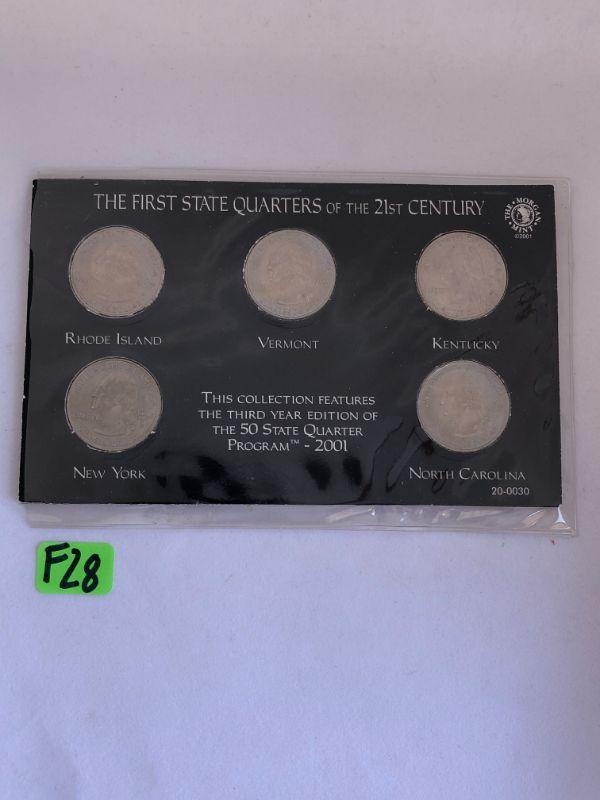 THE FIRST STATE QUARTERS OF THE 21ST CENTURY
THE MORGAN MINT
©2001
RHODE ISLAND
VERMONT
KENTUCKY
NEW YORK
THIS COLLECTION FEATURES
THE THIRD YEAR EDITION OF
THE 50 STATE QUARTER
PROGRAM™ - 2001
NORTH CAROLINA
20-0030
F28